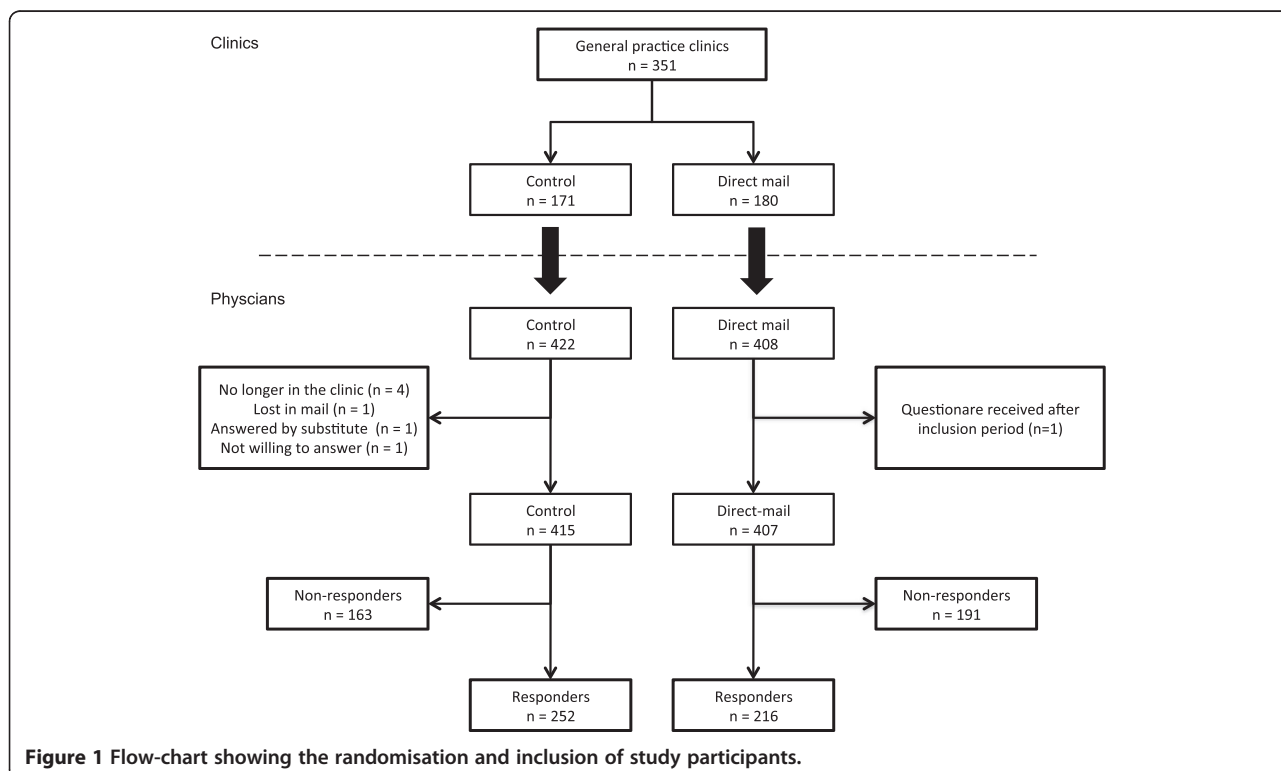 Clinics
General practice clinics
n = 351
Control
n = 171
Direct mail
n = 180
Physcians
Control
n = 422
Direct mail
n = 408
No longer in the clinic (n = 4)
Lost in mail (n = 1)
Answered by substitute (n = 1)
Not willing to answer (n = 1)
Questionare received after
inclusion period (n=1)
Control
n = 415
Direct-mail
n = 407
Non-responders
n = 163
Non-responders
n = 191
Responders
n = 252
Responders
n = 216
Figure 1 Flow-chart showing the randomisation and inclusion of study participants.